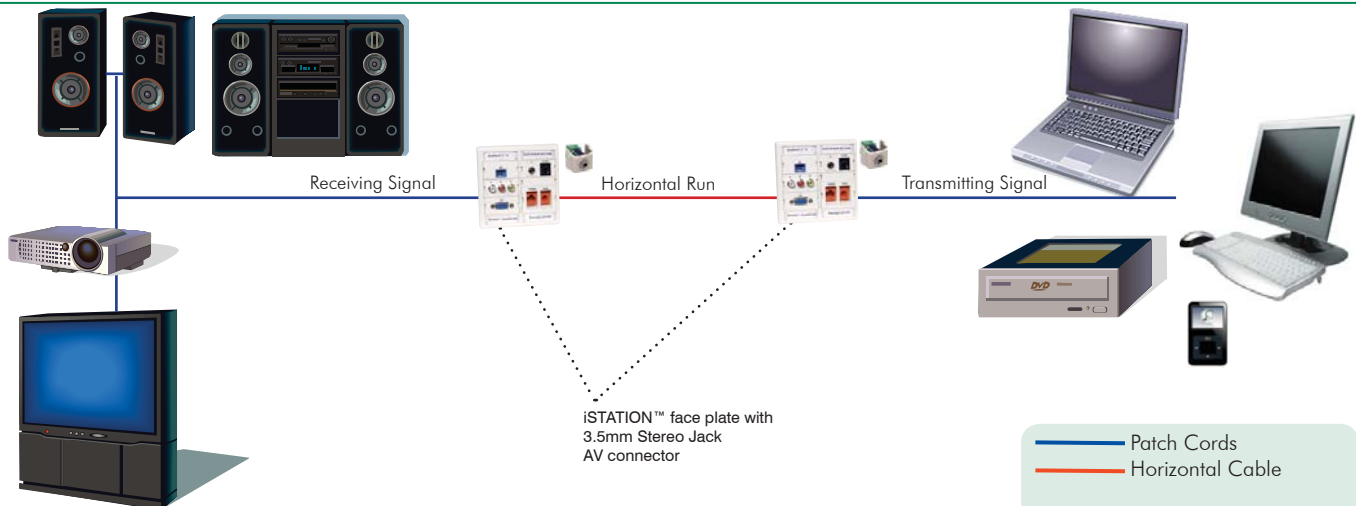 Receiving Signal
Horizontal Run
Transmitting Signal
DVD
iSTATION™ face plate with
3.5mm Stereo Jack
AV connector
Patch Cords
Horizontal Cable